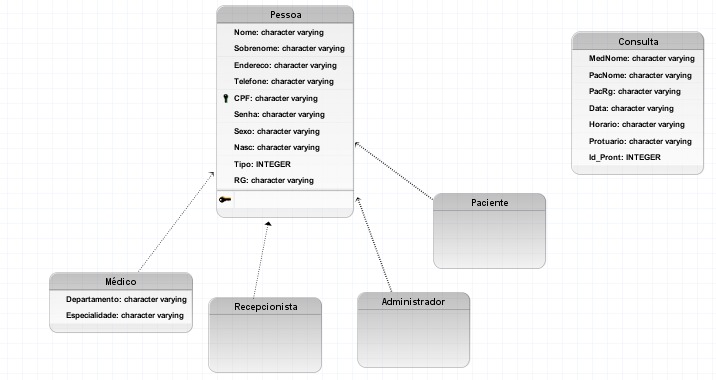 Pessoa
Nome: character varying
Sobrenome: character varying
Endereco: character varying
Telefone: character varying
CPF: character varying
Senha: character varying
Sexo: character varying
Nasc: character varying
Tipo: INTEGER
RG: character varying
Consulta
MedNome: character varying
PacNome: character varying
PacRg: character varying
Data: character varying
Horario: character varying
Protuario: character varying
Id_Pront: INTEGER
Paciente
Médico
Departamento: character varying
Especialidade: character varying
Recepcionista
Administrador